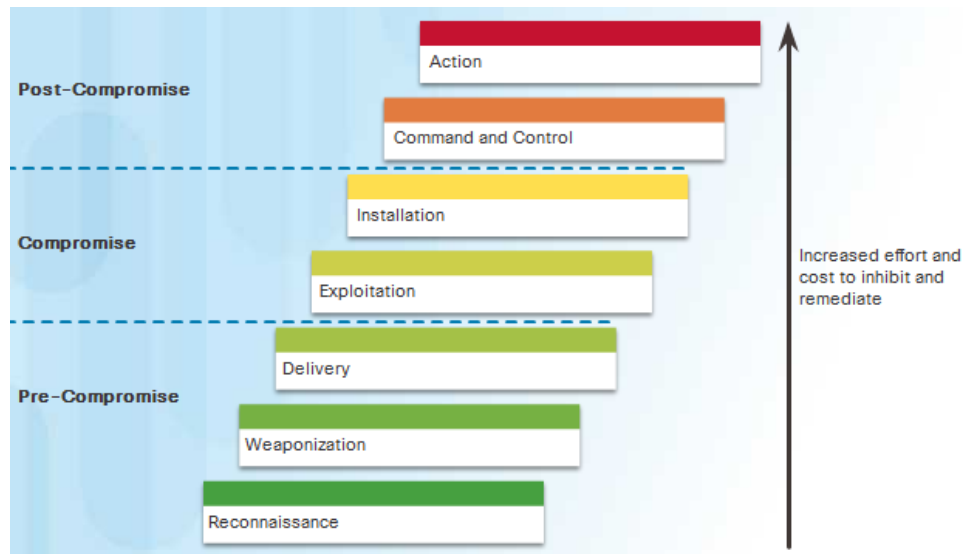 Action
Post-Compromise
Command and Control
Installation
Compromise
Increased effort and
cost to inhibit and
remediate
Exploitation
Delivery
Pre-Compromise
Weaponization
Reconnaissance